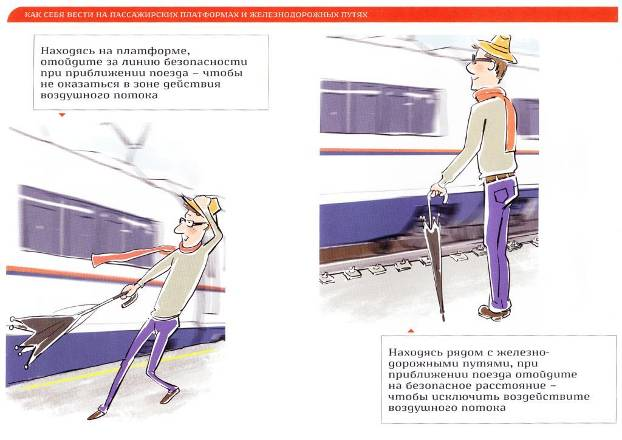 КАК СЕБЯ ВЕСТИ НА ПАССАЖИРСКИХ ПЛАТФОРМАХ И ЖЕЛЕЗНОДОРОЖНЫХ ПУТЯХ
Находясь на платформе,
отойдите за линию безопасности
при приближении поезда – чтобы
не оказаться в зоне действия
воздушного потока
Находясь рядом с железно-
дорожными путями, при
приближении поезда отойдите
на безопасное расстояние –
чтобы исключить воздействите
воздушного потока